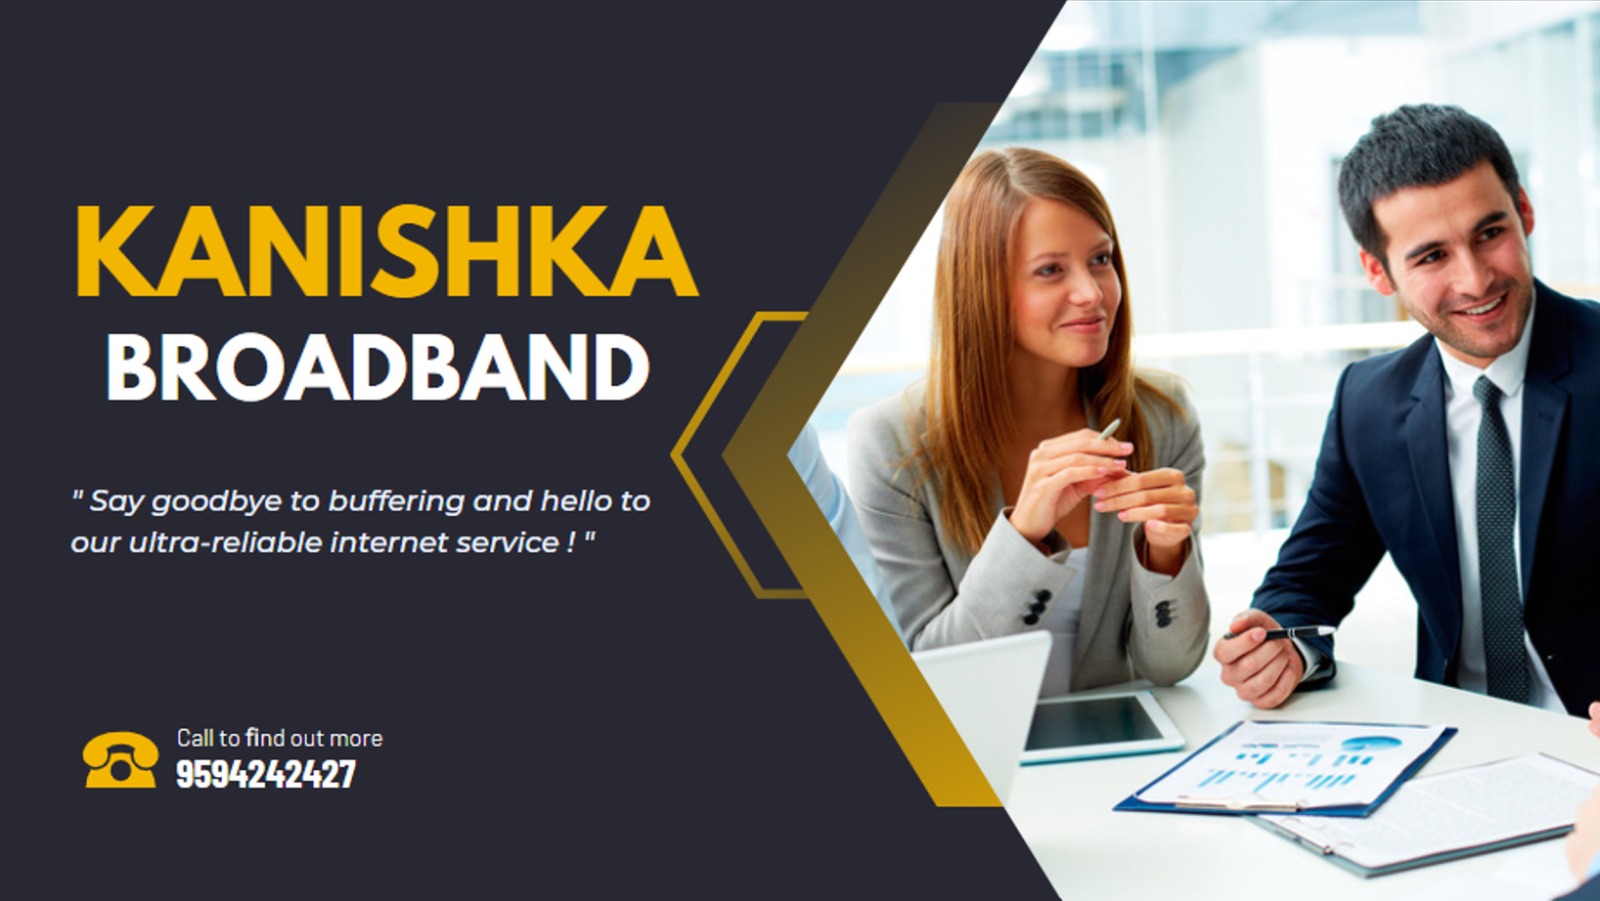 KANISHKA
BROADBAND
" Say goodbye to buffering and hello to
our ultra-reliable internet service ! "
Call to find out more
9594242427